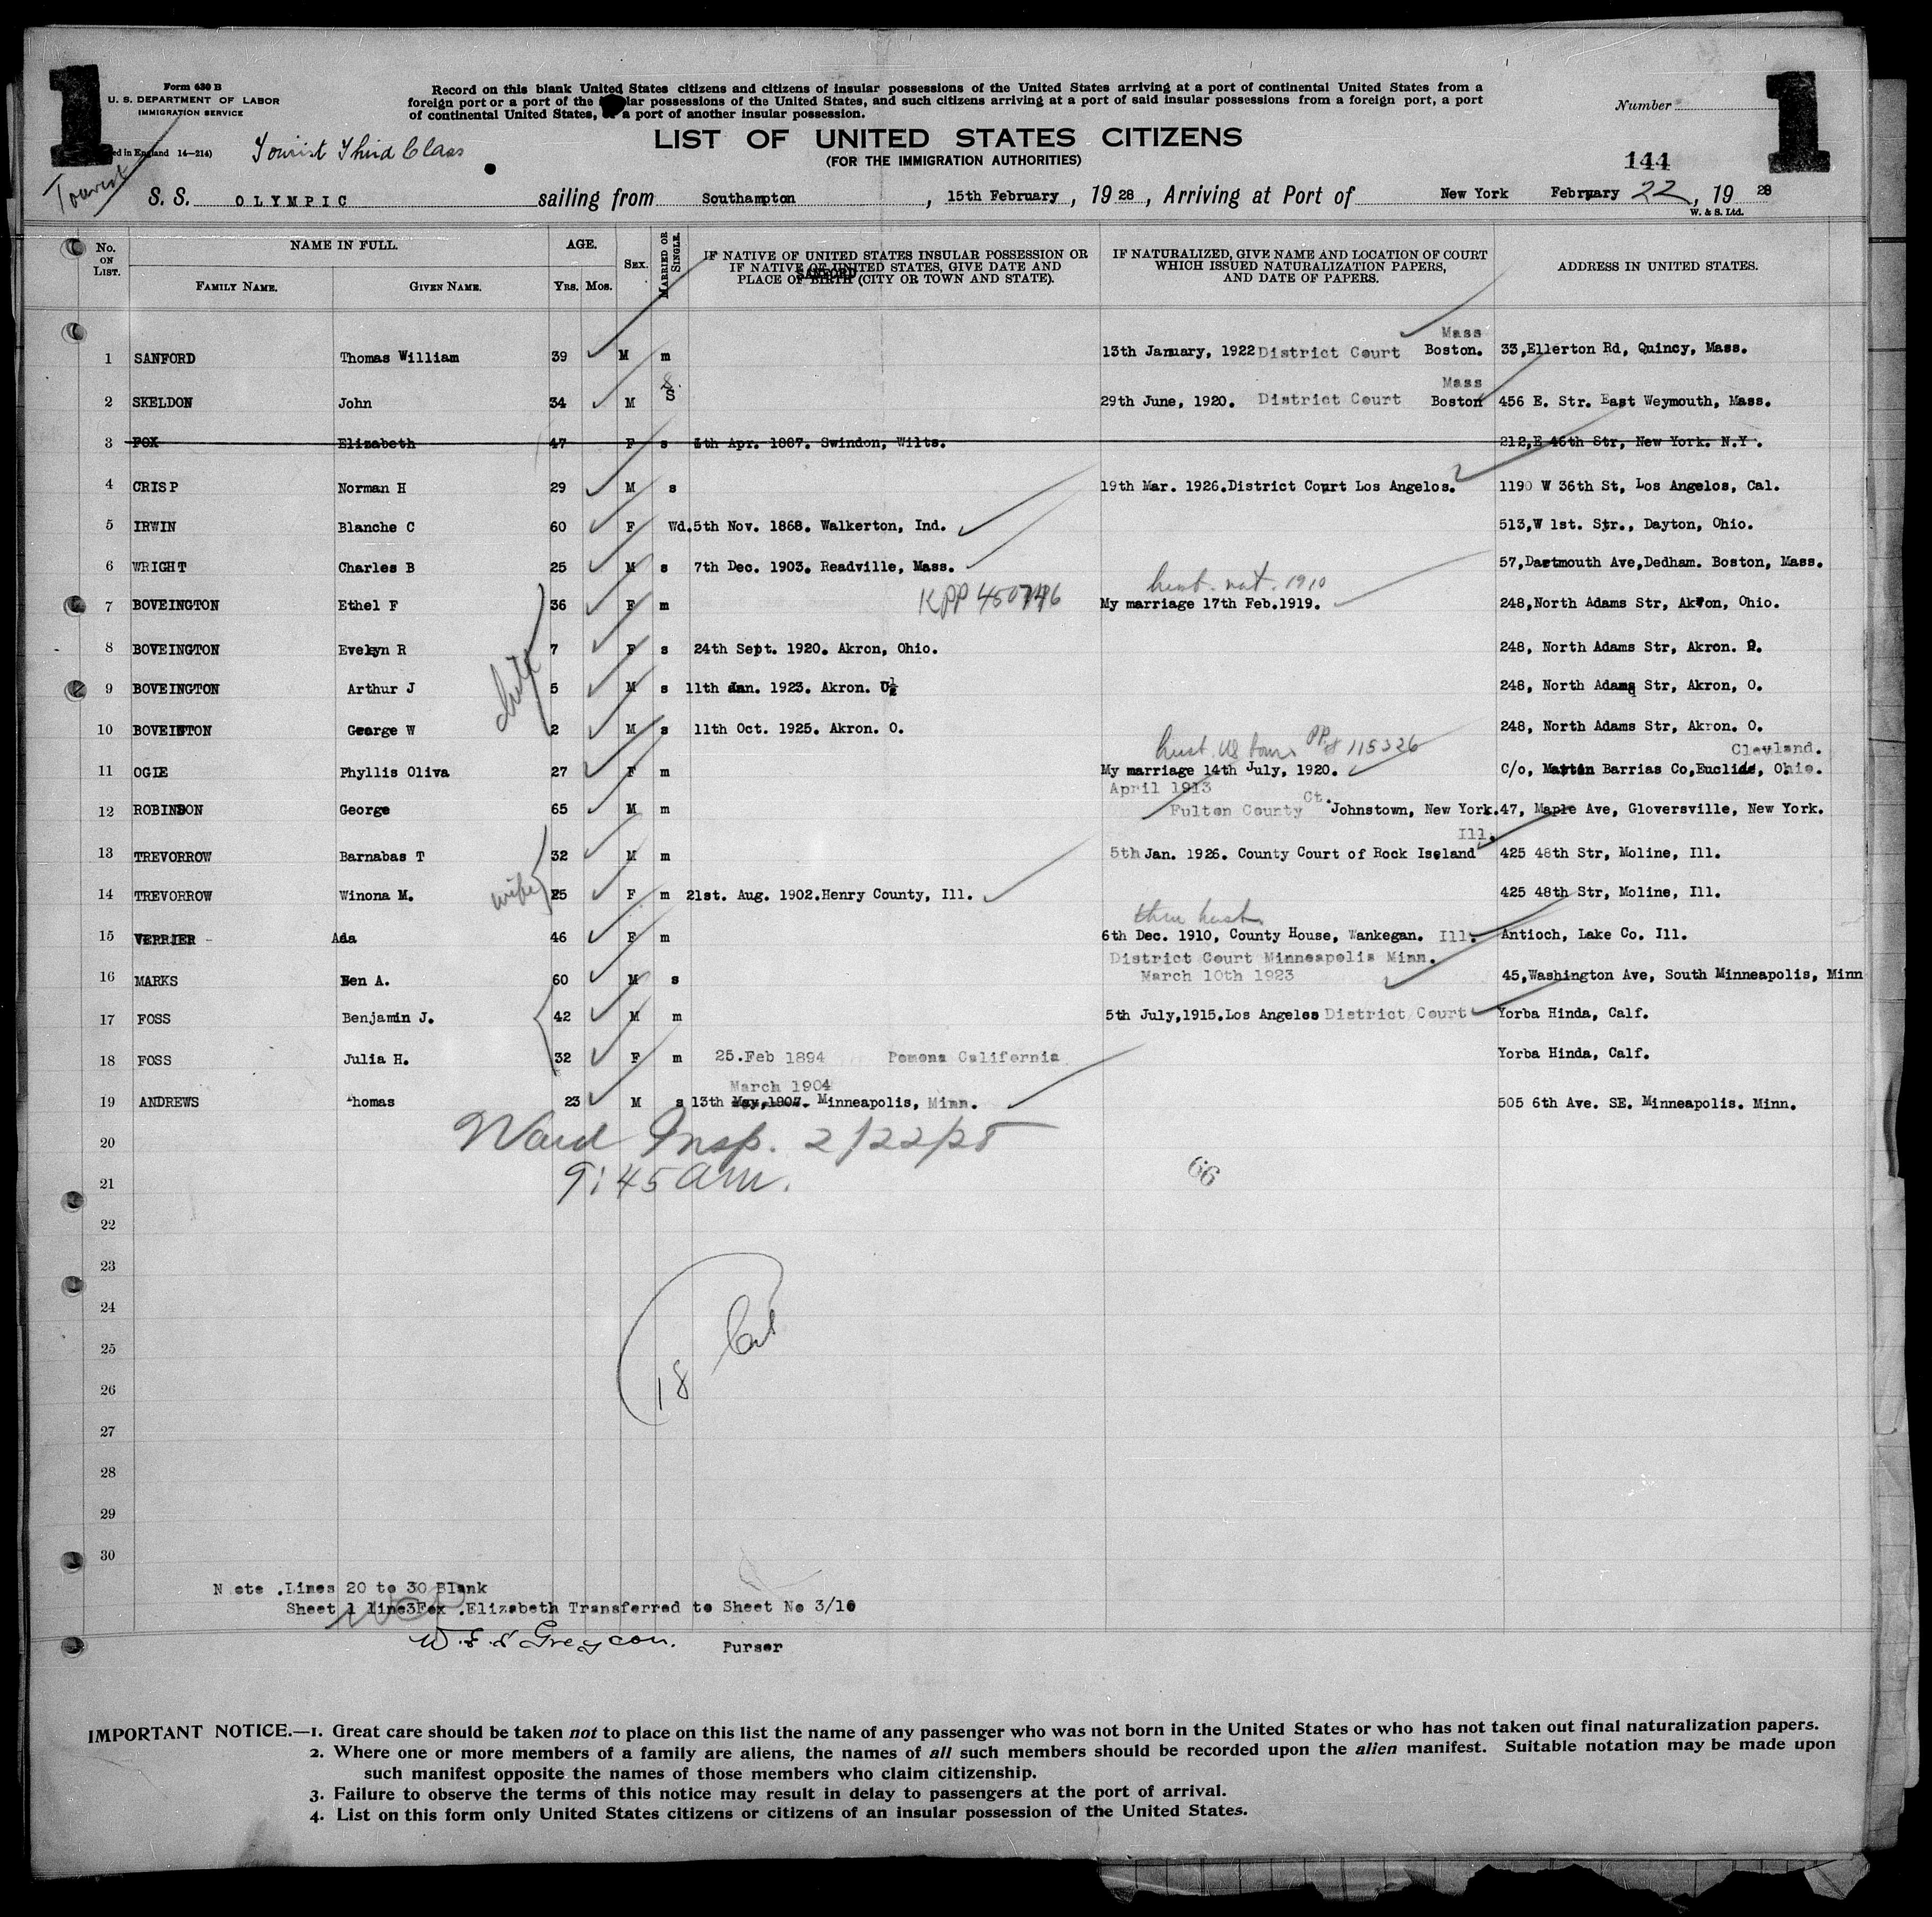 1
1
Form 630 B
U. S. DEPARTMENT OF LABOR
IMMIGRATION SERVICE
ed in England 14—214)
Tourist Third Class
Tourist
Record on this blank United States citizens and citizens of insular possessions of the United States arriving at a port of continental United States from a
foreign port or a port of the lar possessions of the United States, and such citizens arriving at a port of said insular possessions from a foreign port, a port
of continental United States, or a port of another insular possession.
Number
LIST OF UNITED STATES CITIZENS
(FOR THE IMMIGRATION AUTHORITIES)
144
S. S. OLYMPIC sailing from Southampton, 15th February, 1928, Arriving at Port of New York February 22, 1928
W. & S. Ltd.
No. ON LIST.
NAME IN FULL.
FAMILY NAME. GIVEN NAME.
AGE.
YRS. MOS.
SEX.
MARRIED OR SINGLE.
IF NATIVE OF UNITED STATES INSULAR POSSESSION OR
IF NATIVE OF UNITED STATES, GIVE DATE AND
PLACE OF BIRTH (CITY OR TOWN AND STATE).
SANFORD
IF NATURALIZED, GIVE NAME AND LOCATION OF COURT
WHICH ISSUED NATURALIZATION PAPERS,
AND DATE OF PAPERS.
ADDRESS IN UNITED STATES.
1 SANFORD Thomas William 39 M m 13th January, 1922 District Court Mass Boston. 33,Ellerton Rd, Quincy, Mass.
2 SKELDON John 34 M S 29th June, 1920. District Court Mass Boston 456 E. Str. East Weymouth, Mass.
3 FOX Elizabeth 47 F s 4th Apr. 1887. Swindon, Wilts. 212,E 46th Str, New York. N.Y.
4 CRISP Norman H 29 M s 19th Mar. 1926.District Court Los Angelos. 1190 W 36th St, Los Angelos, Cal.
5 IRWIN Blanche C 60 F Wd. 5th Nov. 1868. Walkerton, Ind. 513,W 1st. Str., Dayton, Ohio.
6 WRIGHT Charles B 25 M s 7th Dec. 1903. Readville, Mass. 57,Dartmouth Ave,Dedham. Boston, Mass.
husb. nat. 1910
7 BOVEINGTON Ethel F 36 F m KPP 450746 My marriage 17th Feb.1919. 248,North Adams Str, Akron, Ohio.
8 BOVEINGTON Evelyn R 7 F s 24th Sept. 1920. Akron, Ohio. 248, North Adams Str, Akron. O.
9 BOVEINGTON Arthur J 5 M s 11th Jan. 1923. Akron. 248, North Adams Str, Akron, O.
10 BOVEINTON George W 2 M s 11th Oct. 1925. Akron. O. 248, North Adams Str, Akron. O.
husb. US born PP# 115326
Clevland.
11 OGIE Phyllis Oliva 27 F m My marriage 14th July, 1920. C/o, Martin Barrias Co,Euclide, Ohio.
April 1913
12 ROBINSON George 65 M m Fulton County Ct. Johnstown, New York. 47, Maple Ave, Gloversville, New York.
Ill.
13 TREVORROW Barnabas T 32 M m 5th Jan. 1926. County Court of Rock Iseland 425 48th Str, Moline, Ill.
wife
14 TREVORROW Winona M. 25 F m 21st. Aug. 1902.Henry County, Ill. 425 48th Str, Moline, Ill.
thru husb
15 VERRIER Ada 46 F m 6th Dec. 1910, County House, Wankegan. Ill. Antioch, Lake Co. Ill.
District Court Minneapolis Minn.
16 MARKS Ben A. 60 M s March 10th 1923 45,Washington Ave, South Minneapolis, Minn
17 FOSS Benjamin J. 42 M m 5th July,1915.Los Angeles District Court Yorba Hinda, Calf.
18 FOSS Julia H. 32 F m 25.Feb 1894 Pomona California Yorba Hinda, Calf.
March 1904
19 ANDREWS Thomas 23 M s 13th May,1907. Minneapolis, Minn. 505 6th Ave. SE. Minneapolis. Minn.
20
Ward Insp. 2/22/28
21
9:45 am.
66
22
23
24
25
26
18
27
28
29
30
Note .Lines 20 to 30 Blank
Sheet 1 line3Fox .Elizabeth Transferred to Sheet No 3/10
Purser
IMPORTANT NOTICE.—1. Great care should be taken not to place on this list the name of any passenger who was not born in the United States or who has not taken out final naturalization papers.
2. Where one or more members of a family are aliens, the names of all such members should be recorded upon the alien manifest. Suitable notation may be made upon
such manifest opposite the names of those members who claim citizenship.
3. Failure to observe the terms of this notice may result in delay to passengers at the port of arrival.
4. List on this form only United States citizens or citizens of an insular possession of the United States.